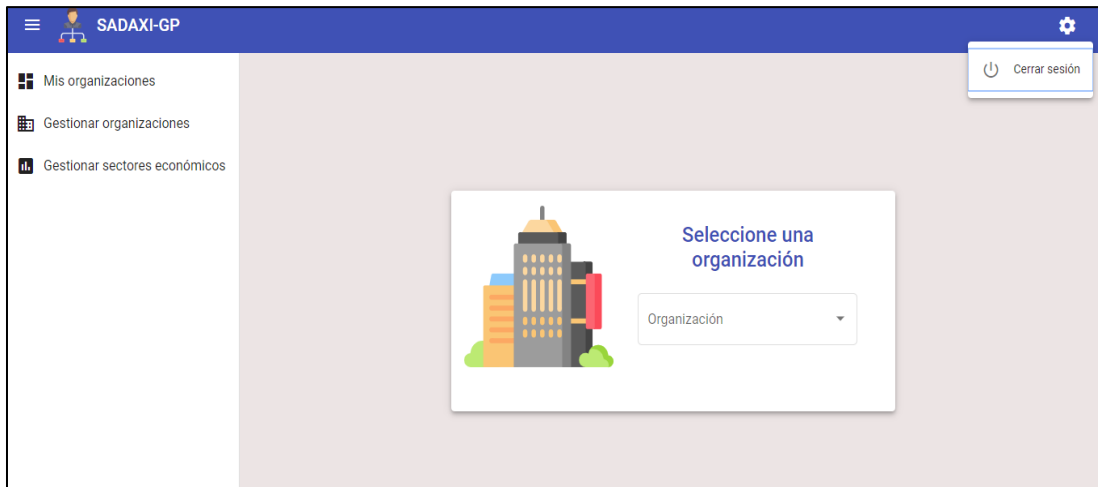 SADAXI-GP
Cerrar sesión
Mis organizaciones
Gestionar organizaciones
Gestionar sectores económicos
Seleccione una
organización
Organización